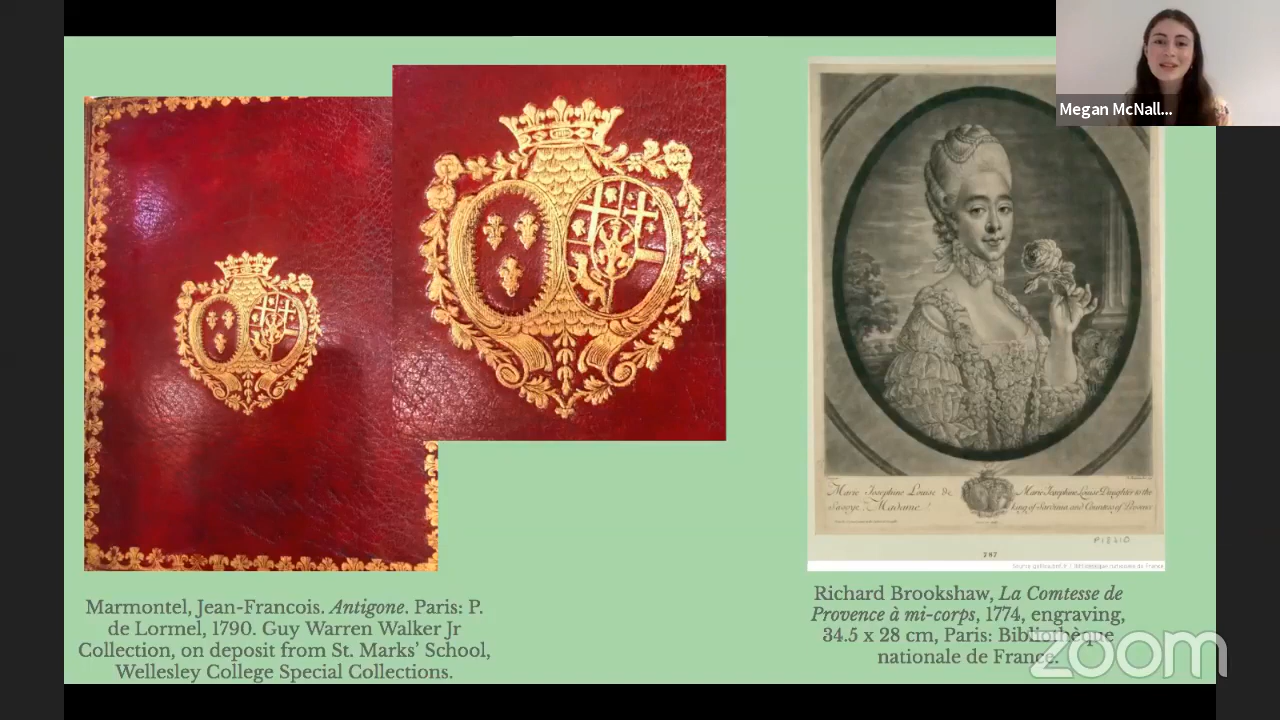 Megan McNall...
Marie Josephine Louise de
Savoye, Madame.
Marie Josephine Louise Daughter to the
King of Sardinia and Countess of Provence
787
Marmontel, Jean-Francois. Antigone. Paris: P.
de Lormel, 1790. Guy Warren Walker Jr
Collection, on deposit from St. Marks’ School,
Wellesley College Special Collections.
Richard Brookshaw, La Comtesse de
Provence à mi-corps, 1774, engraving,
34.5 x 28 cm, Paris: Bibliothèque
nationale de France.
zoom